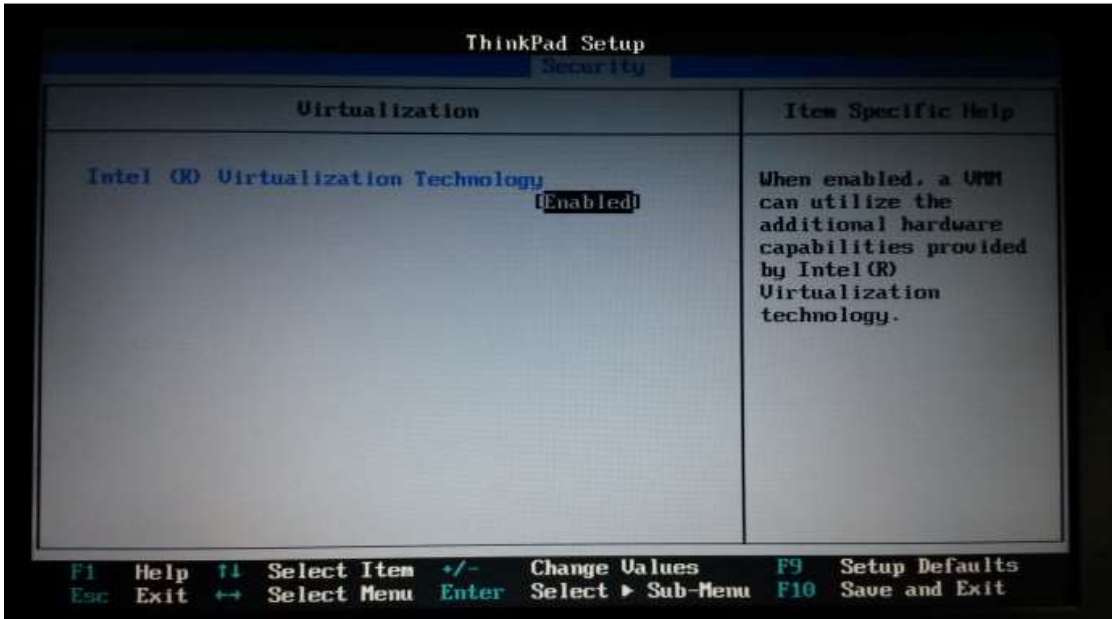 ThinkPad Setup
Security
Virtualization
Item Specific Help
Intel (R) Virtualization Technology
[Enabled]
When enabled, a VMM
can utilize the
additional hardware
capabilities provided
by Intel(R)
Virtualization
technology.
F1 Help ↑↓ Select Item +/- Change Values F9 Setup Defaults
Esc Exit ↔ Select Menu Enter Select ▶ Sub-Menu F10 Save and Exit